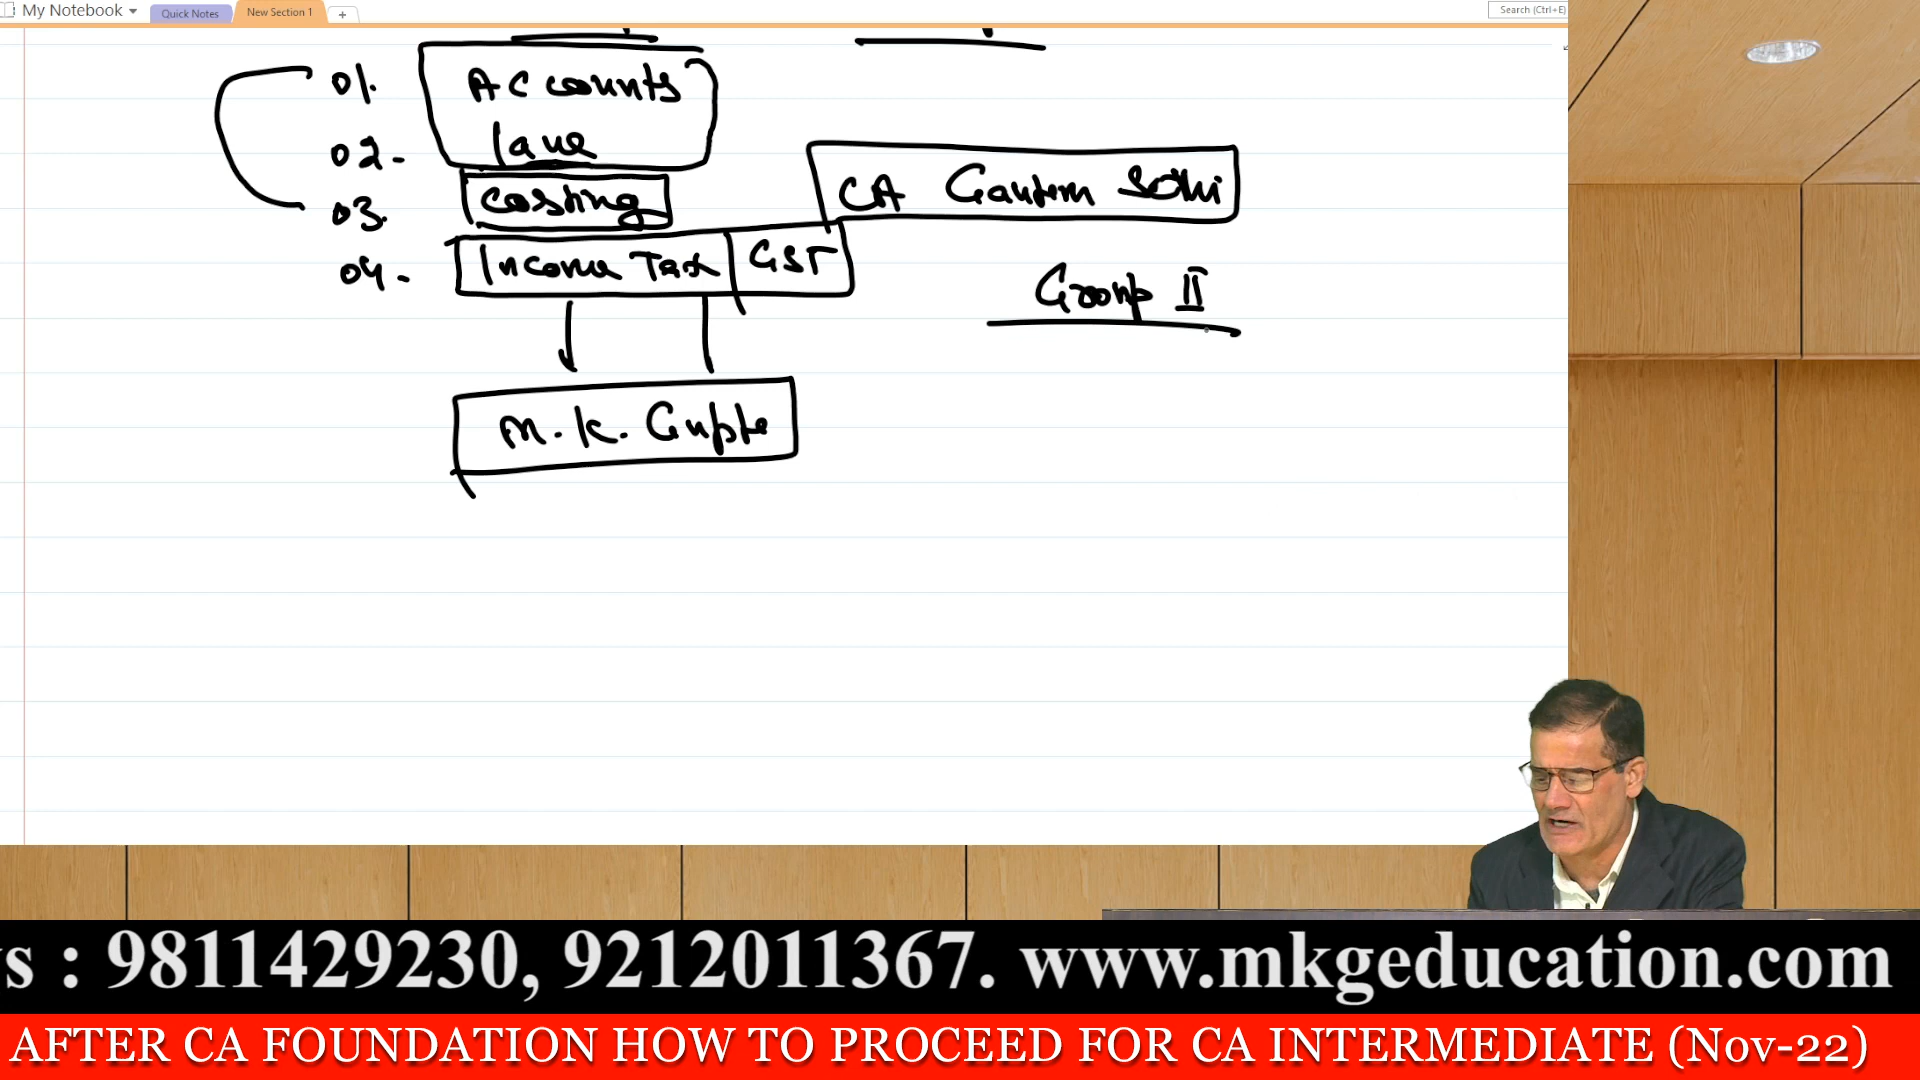 My Notebook
Quick Notes
New Section 1
Search (Ctrl+E)
01. Accounts
02. law
03. Costing
CA Gautam
04. Income Tax GST
Group II
M.K. Gupta
s : 9811429230, 9212011367. www.mkgeducation.com
AFTER CA FOUNDATION HOW TO PROCEED FOR CA INTERMEDIATE (Nov-22)